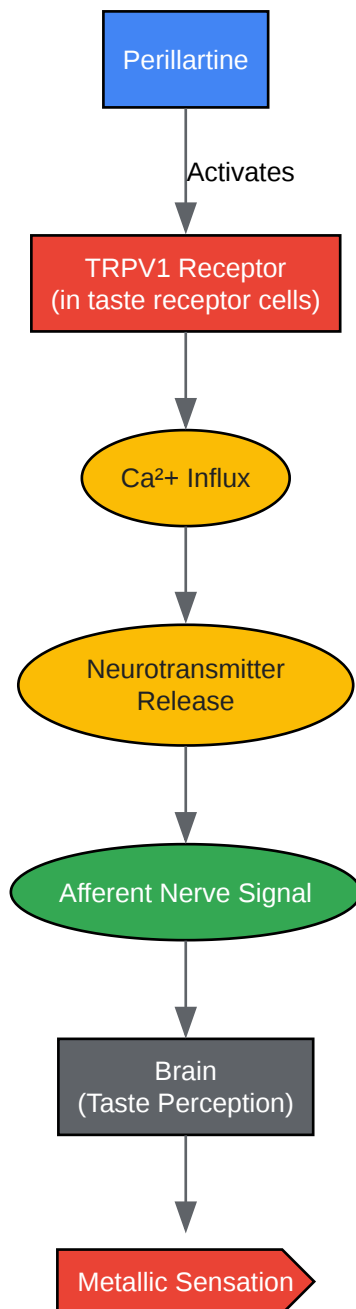 Perillartine
Activates
TRPV1 Receptor
(in taste receptor cells)
Ca²+ Influx
Neurotransmitter
Release
Afferent Nerve Signal
Brain
(Taste Perception)
Metallic Sensation